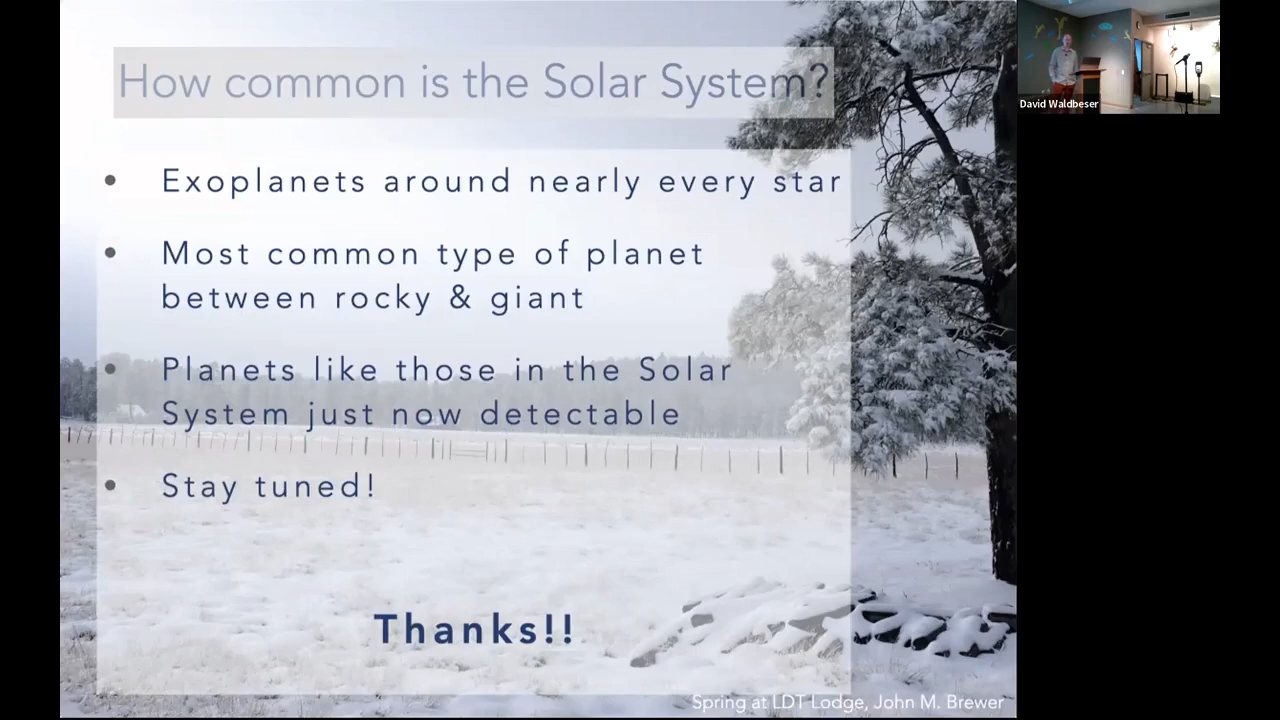 How common is the Solar System?
• Exoplanets around nearly every star
• Most common type of planet
between rocky & giant
• Planets like those in the Solar
System just now detectable
• Stay tuned!
Thanks!!
Spring at LDT Lodge, John M. Brewer
David Waldbeser